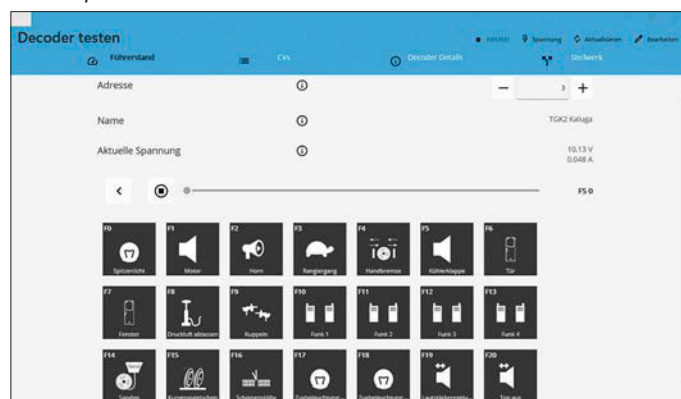 Decoder testen
Spannung
Aktualisieren
Bearbeiten
Führerstand
CVs
Decoder Details
Stellwerk
Adresse
3
Name
TGK2 Kaluga
Aktuelle Spannung
10,13 V
0,048 A
FS 0
F0 F1 F2 F3 F4 F5 F6
Spitzenlicht Motor Horn Rangiergang Handbremse Kühlerklappe Tür
F7 F8 F9 F10 F11 F12 F13
Fenster Druckluft ablassen Kuppeln Funk 1 Funk 2 Funk 3 Funk 4
F14 F15 F16 F17 F18 F19 F20
Sanden Kurvenquietschen Schienenstöße